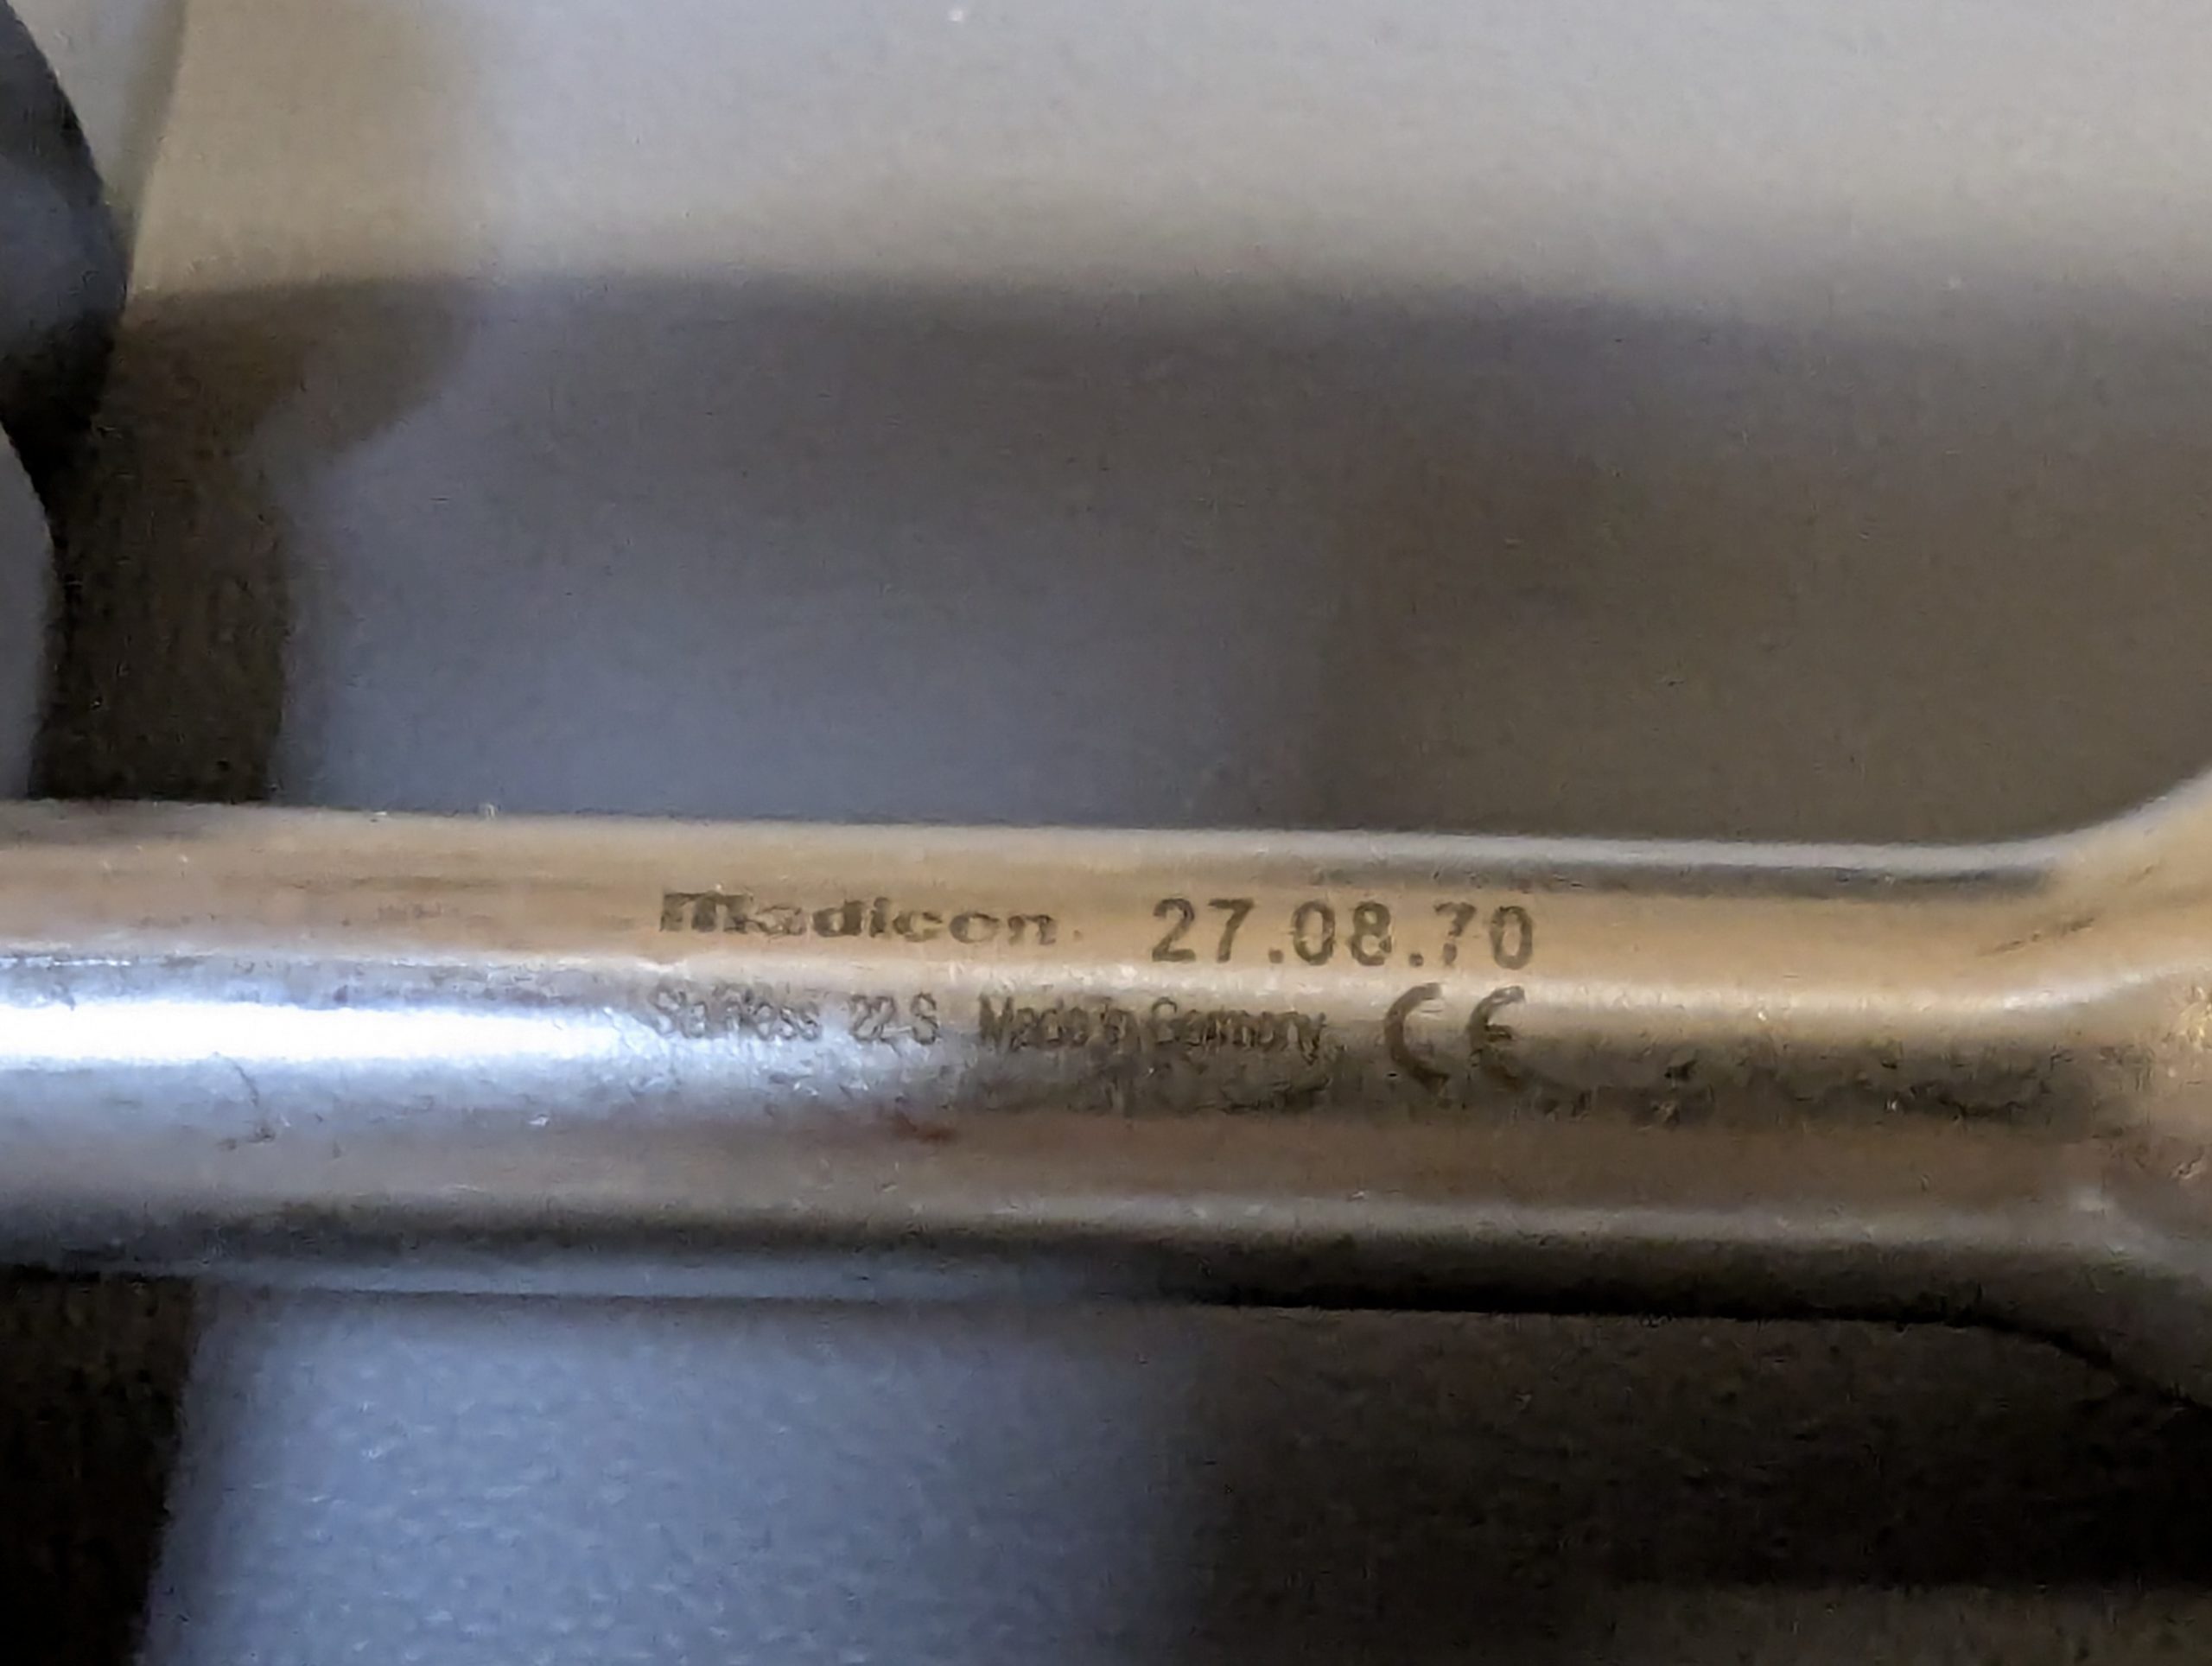 medicon 27.08.70
Stainless 22 S Made in Germany CE